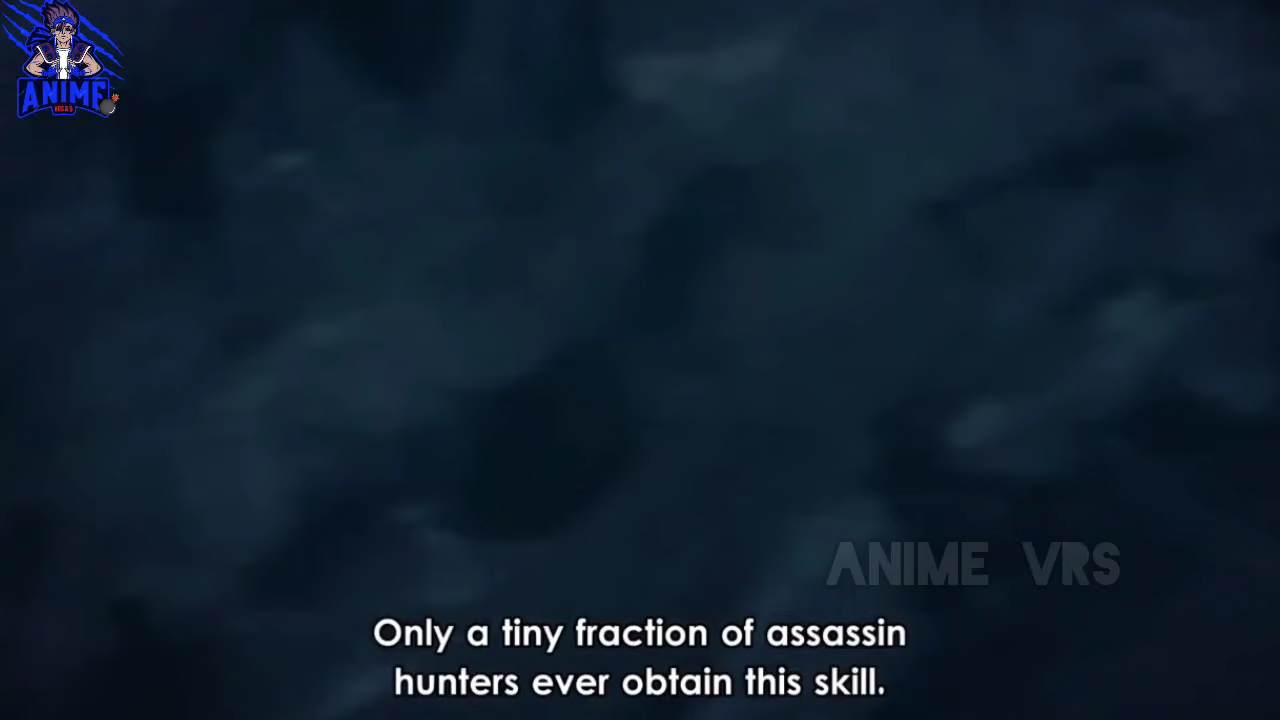 ANIME
ANIME VRS
Only a tiny fraction of assassin
hunters ever obtain this skill.